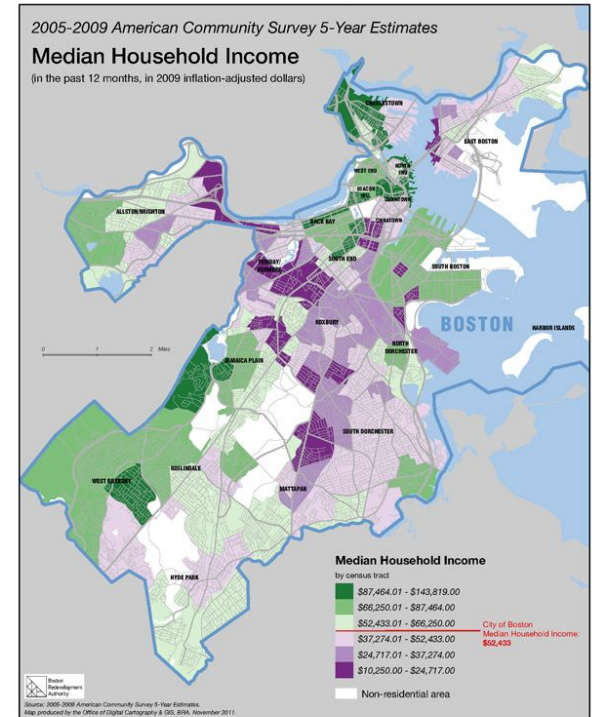 2005-2009 American Community Survey 5-Year Estimates
Median Household Income
(in the past 12 months, in 2009 inflation-adjusted dollars)
CHARLESTOWN
EAST BOSTON
WEST END
NORTH
END
BEACON
HILL
DOWNTOWN
ALLSTON/BRIGHTON
BACK BAY
CHINATOWN
SOUTH END
FENWAY/
KENMORE
SOUTH BOSTON
ROXBURY
BOSTON
HARBOR ISLANDS
NORTH
DORCHESTER
0 1 2 Miles
JAMAICA PLAIN
SOUTH DORCHESTER
ROSLINDALE
WEST ROXBURY
MATTAPAN
HYDE PARK
Median Household Income
by census tract
$87,464.01 - $143,819.00
$66,250.01 - $87,464.00
$52,433.01 - $66,250.00
City of Boston
Median Household Income:
$52,433
$37,274.01 - $52,433.00
$24,717.01 - $37,274.00
$10,250.00 - $24,717.00
Non-residential area
Boston
Redevelopment
Authority
Source: 2005-2009 American Community Survey 5-Year Estimates.
Map produced by the Office of Digital Cartography & GIS, BRA, November 2011.